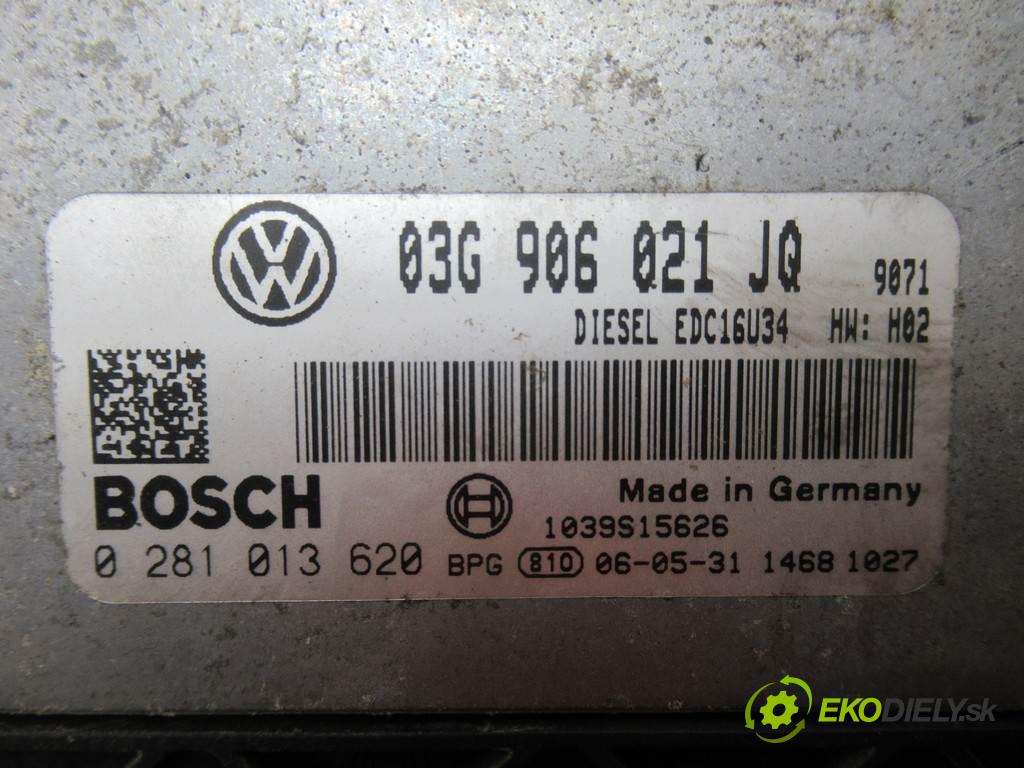 VW 03G 906 021 JQ 9071
DIESEL EDC16U34 HW: H02
BOSCH
Made in Germany
1039S15626
0 281 013 620 BPG 810 06-05-31 1468 1027
EKODIELY.sk